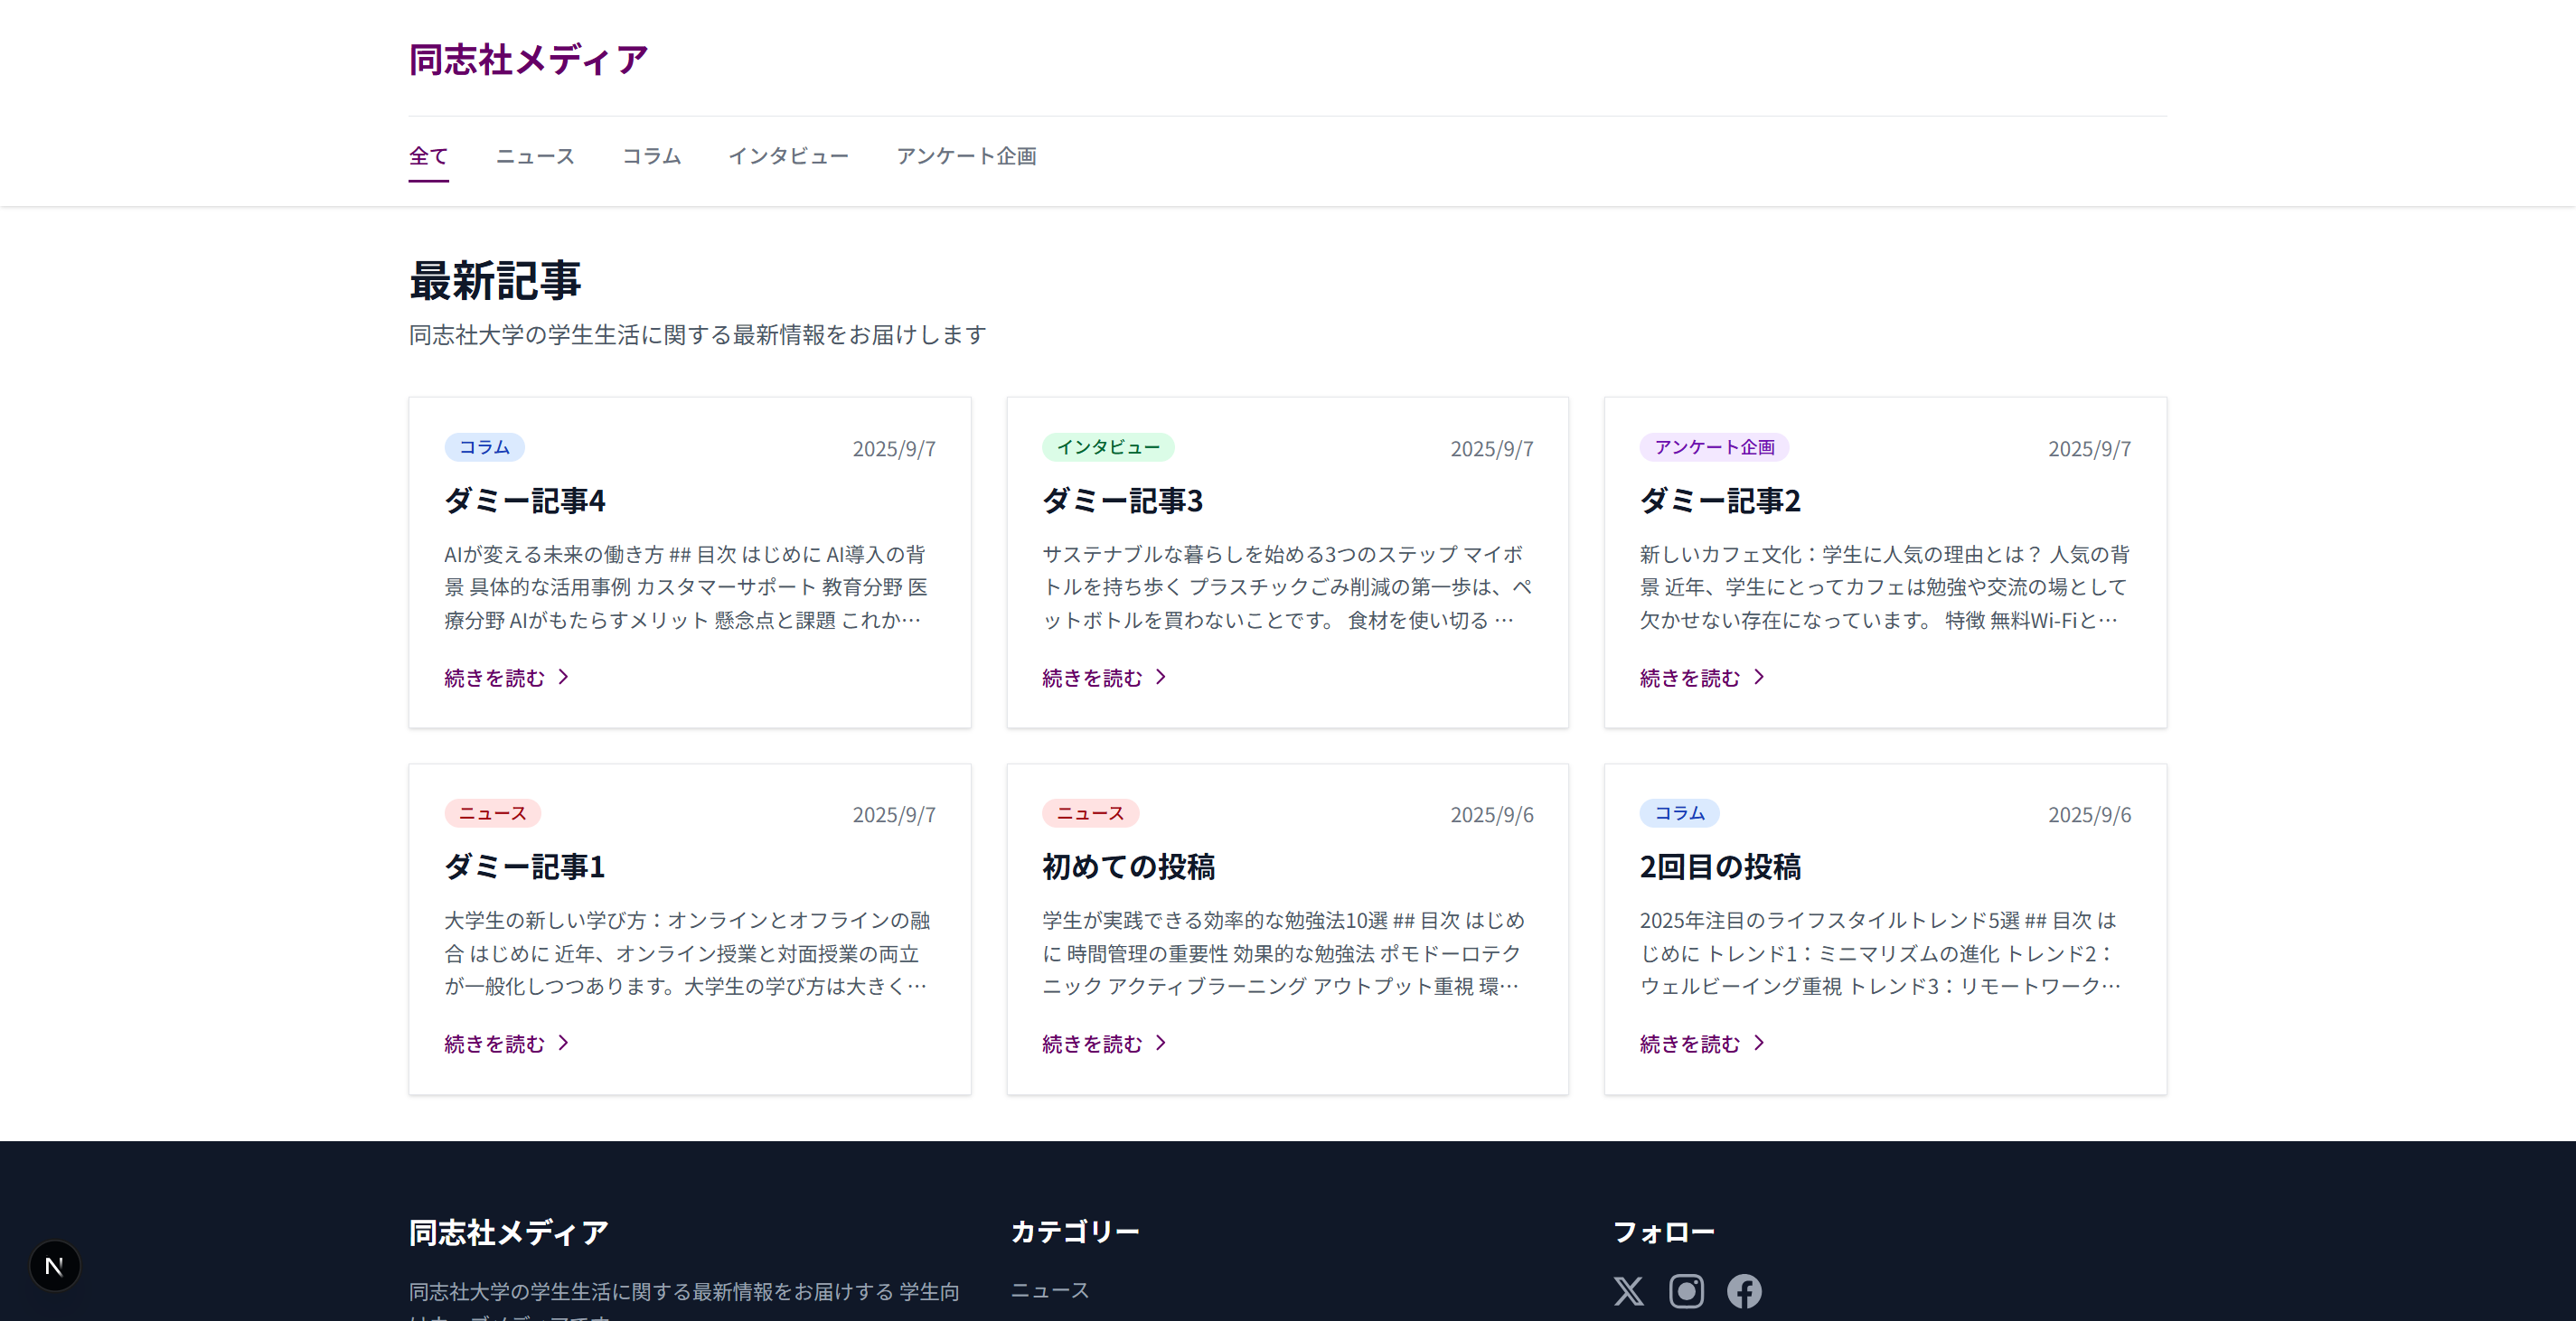 同志社メディア
全て ニュース コラム インタビュー アンケート企画
最新記事
同志社大学の学生生活に関する最新情報をお届けします
コラム 2025/9/7
ダミー記事4
AIが変える未来の働き方 ## 目次 はじめに AI導入の背
景 具体的な活用事例 カスタマーサポート 教育分野 医
療分野 AIがもたらすメリット 懸念点と課題 これか…
続きを読む
インタビュー 2025/9/7
ダミー記事3
サステナブルな暮らしを始める3つのステップ マイボ
トルを持ち歩く プラスチックごみ削減の第一歩は、ペ
ットボトルを買わないことです。 食材を使い切る …
続きを読む
アンケート企画 2025/9/7
ダミー記事2
新しいカフェ文化：学生に人気の理由とは？ 人気の背
景 近年、学生にとってカフェは勉強や交流の場として
欠かせない存在になっています。 特徴 無料Wi-Fiと…
続きを読む
ニュース 2025/9/7
ダミー記事1
大学生の新しい学び方：オンラインとオフラインの融
合 はじめに 近年、オンライン授業と対面授業の両立
が一般化しつつあります。大学生の学び方は大きく…
続きを読む
ニュース 2025/9/6
初めての投稿
学生が実践できる効率的な勉強法10選 ## 目次 はじめ
に 時間管理の重要性 効果的な勉強法 ポモドーロテク
ニック アクティブラーニング アウトプット重視 環…
続きを読む
コラム 2025/9/6
2回目の投稿
2025年注目のライフスタイルトレンド5選 ## 目次 は
じめに トレンド1：ミニマリズムの進化 トレンド2：
ウェルビーイング重視 トレンド3：リモートワーク…
続きを読む
同志社メディア
同志社大学の学生生活に関する最新情報をお届けする 学生向
カテゴリー
ニュース
フォロー
N